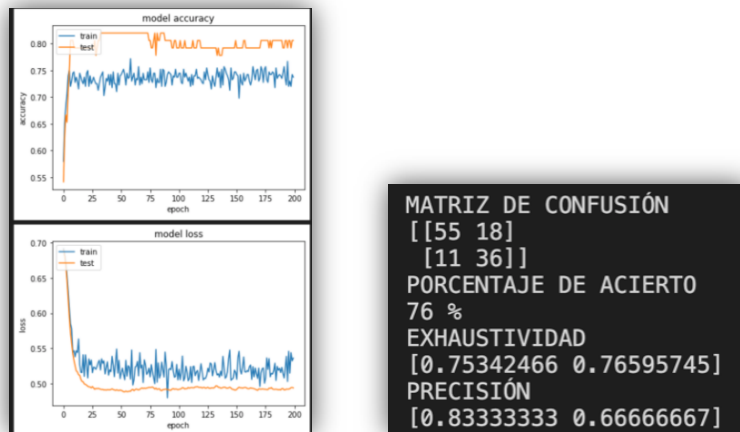 model accuracy
train
test
0.80
0.75
0.70
0.65
0.60
0.55
accuracy
0 25 50 75 100 125 150 175 200
epoch
model loss
train
test
0.70
0.65
0.60
0.55
0.50
loss
0 25 50 75 100 125 150 175 200
epoch
MATRIZ DE CONFUSIÓN
[[55 18]
[11 36]]
PORCENTAJE DE ACIERTO
76 %
EXHAUSTIVIDAD
[0.75342466 0.76595745]
PRECISIÓN
[0.83333333 0.66666667]